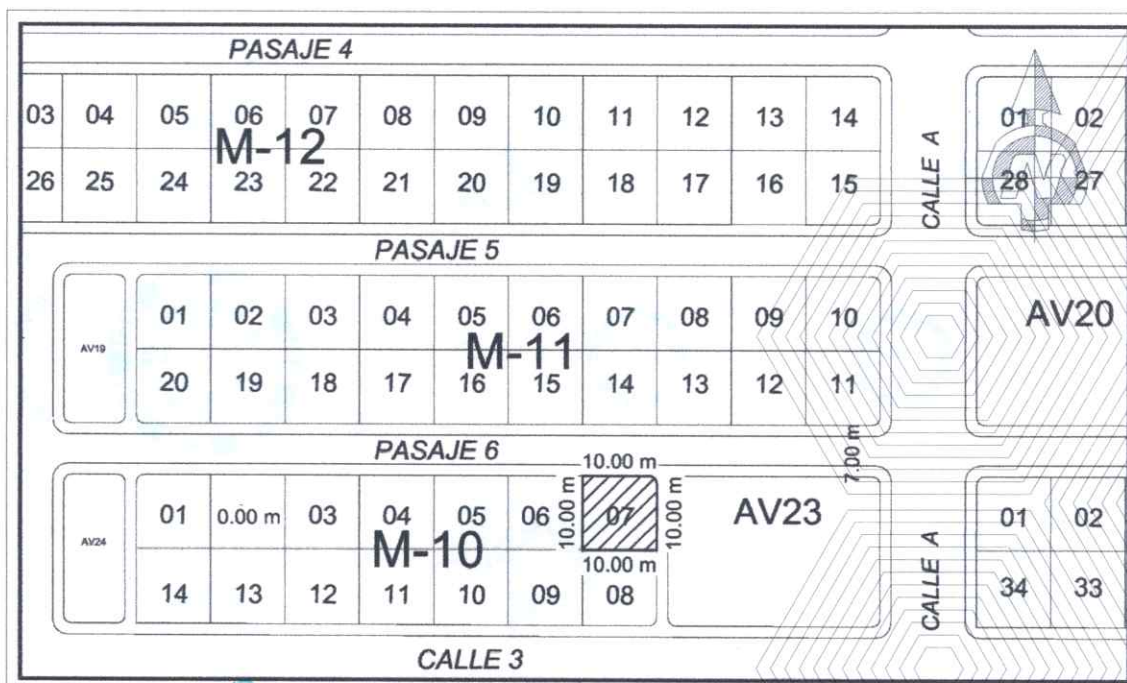 PASAJE 4
03 04 05 06 07 08 09 10 11 12 13 14 01 02
M-12
CALLE A
26 25 24 23 22 21 20 19 18 17 16 15 28 27
PASAJE 5
01 02 03 04 05 06 07 08 09 10 AV20
AV19
M-11
20 19 18 17 16 15 14 13 12 11
PASAJE 6
10.00 m
7.00 m
01 0.00 m 03 04 05 06 10.00 m 07 10.00 m AV23 01 02
AV24
M-10
10.00 m
CALLE A
14 13 12 11 10 09 08 34 33
CALLE 3